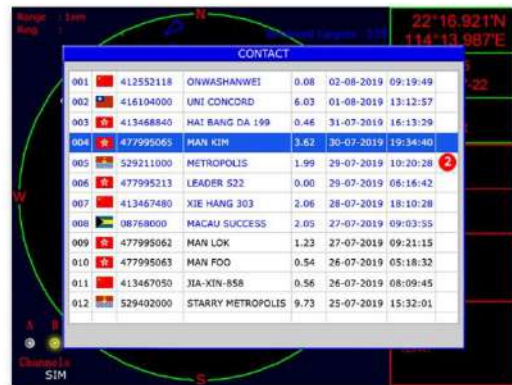 Range : 1nm
N
22°16.921'N
Ring :
114°13.987'E
CONTACT
001 412552118 ONWASHANWEI 0.08 02-08-2019 09:19:49
-22
002 416104000 UNI CONCORD 6.03 01-08-2019 13:12:57
003 413468840 HAI BANG DA 199 0.46 31-07-2019 16:13:29
004 477995065 MAN KIM 3.62 30-07-2019 19:34:40
005 529211000 METROPOLIS 1.99 29-07-2019 10:20:28 2
006 477995213 LEADER S22 0.00 29-07-2019 06:16:42
W
007 413467480 XIE HANG 303 2.06 28-07-2019 18:10:28
008 08768000 MACAU SUCCESS 2.05 27-07-2019 09:03:55
009 477995062 MAN LOK 1.23 27-07-2019 09:21:15
010 477995063 MAN FOO 0.54 26-07-2019 05:18:32
011 413467050 JIA-XIN-858 0.56 26-07-2019 08:09:45
012 529402000 STARRY METROPOLIS 9.73 25-07-2019 15:32:01
A B
Channels
SIM
S